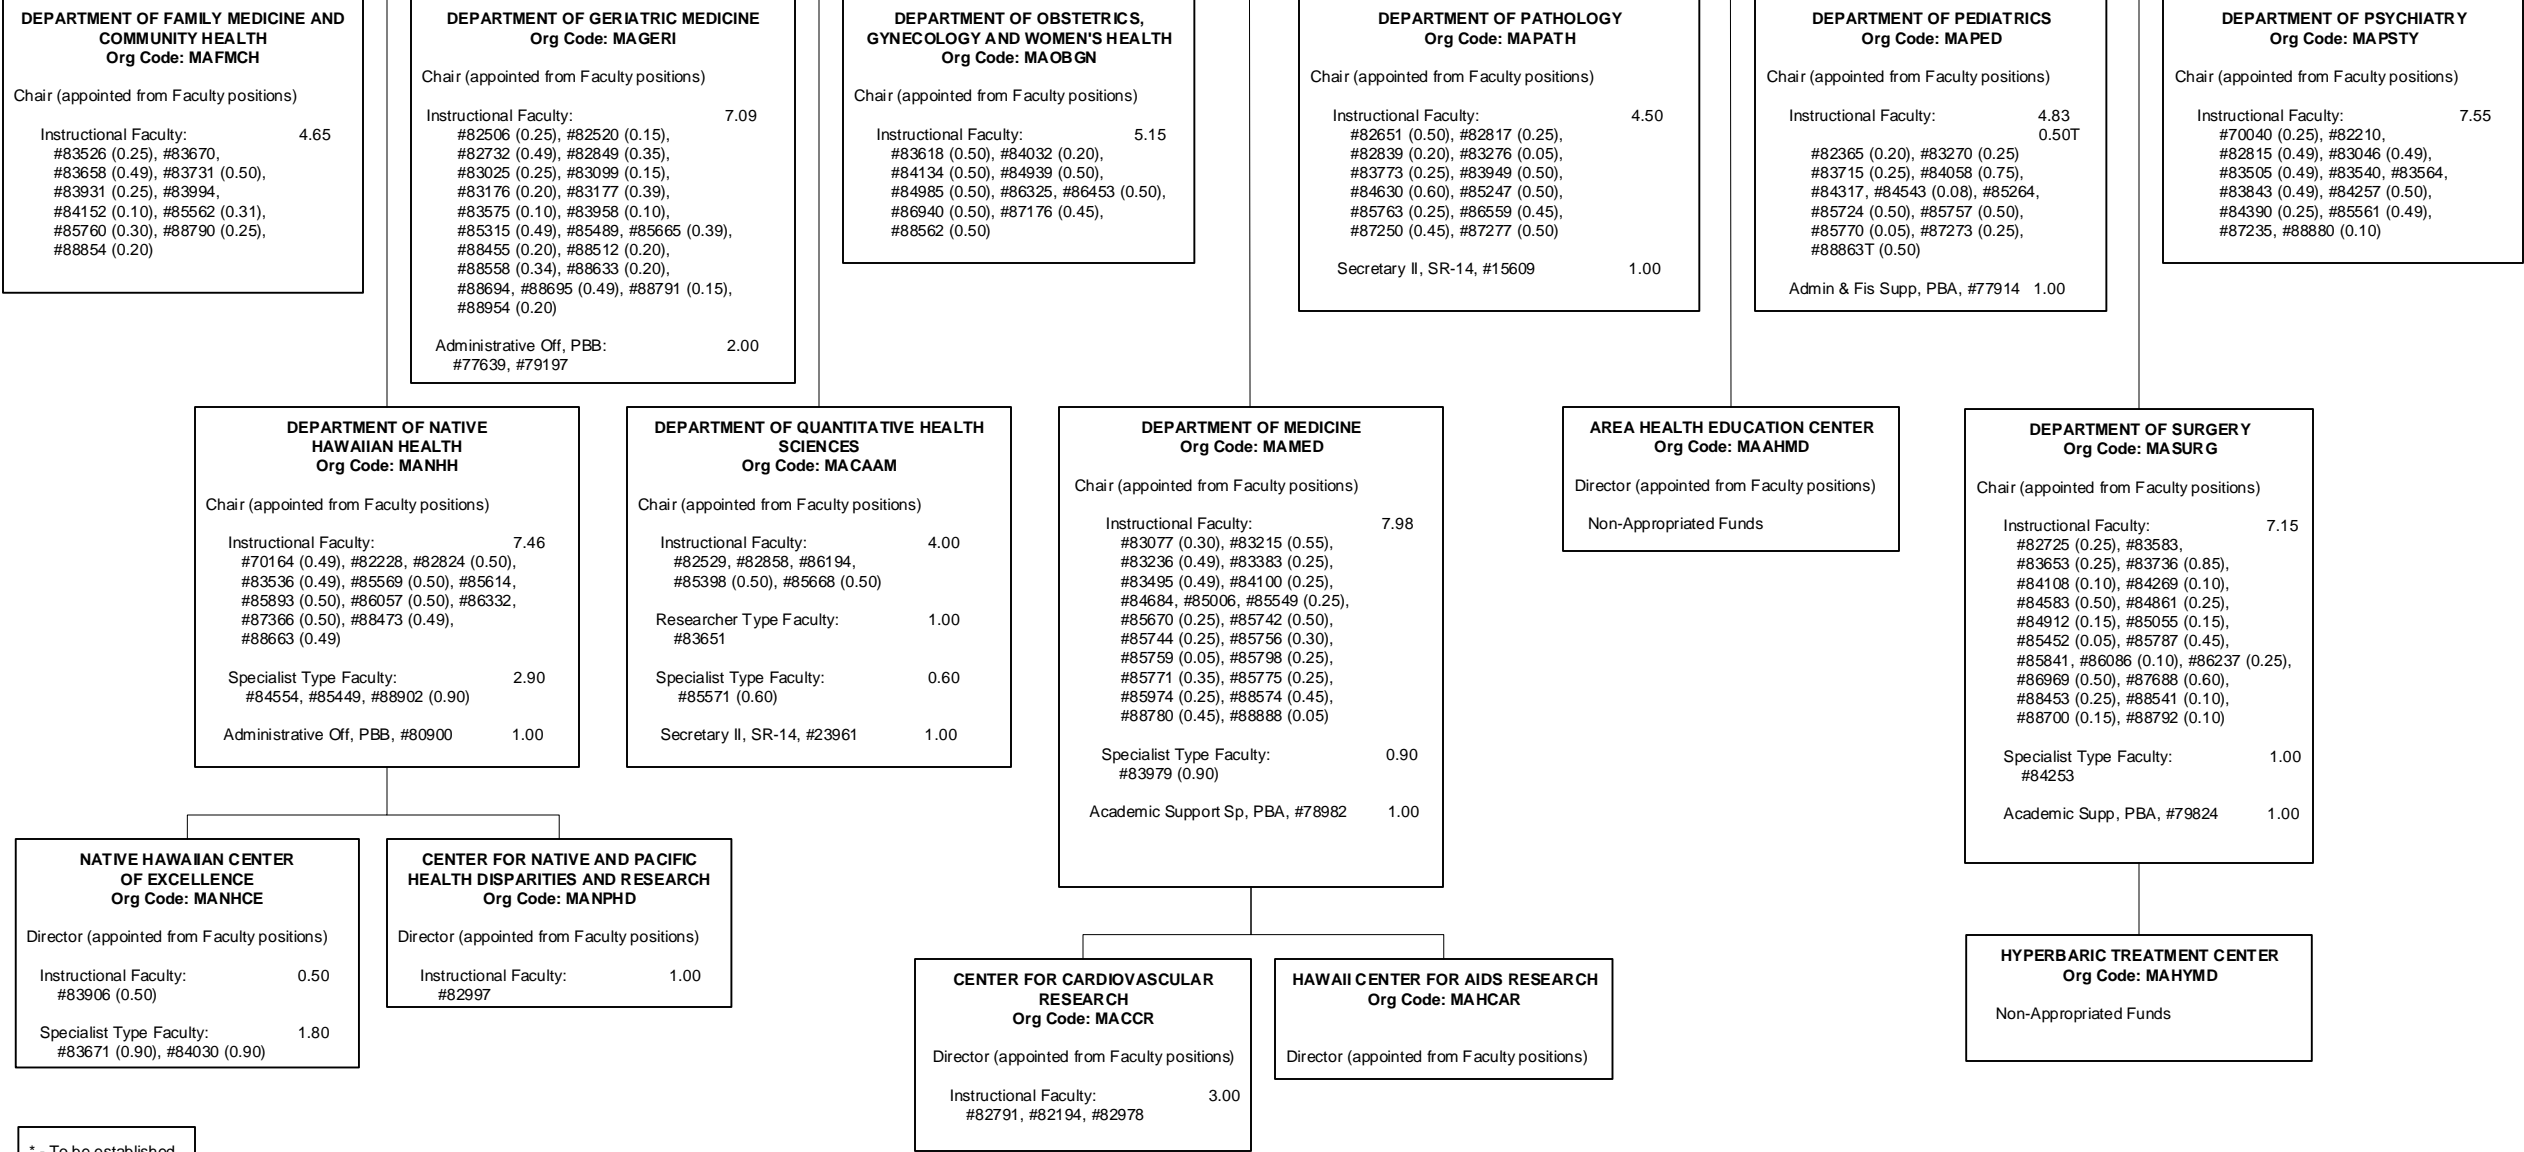 DEPARTMENT OF FAMILY MEDICINE AND
COMMUNITY HEALTH
Org Code: MAFMCH
Chair (appointed from Faculty positions)
Instructional Faculty: 4.65
#83526 (0.25), #83670,
#83658 (0.49), #83731 (0.50),
#83931 (0.25), #83994,
#84152 (0.10), #85562 (0.31),
#85760 (0.30), #88790 (0.25),
#88854 (0.20)
DEPARTMENT OF GERIATRIC MEDICINE
Org Code: MAGERI
Chair (appointed from Faculty positions)
Instructional Faculty: 7.09
#82506 (0.25), #82520 (0.15),
#82732 (0.49), #82849 (0.35),
#83025 (0.25), #83099 (0.15),
#83176 (0.20), #83177 (0.39),
#83575 (0.10), #83958 (0.10),
#85315 (0.49), #85489, #85665 (0.39),
#88455 (0.20), #88512 (0.20),
#88558 (0.34), #88633 (0.20),
#88694, #88695 (0.49), #88791 (0.15),
#88954 (0.20)
Administrative Off, PBB: 2.00
#77639, #79197
DEPARTMENT OF OBSTETRICS,
GYNECOLOGY AND WOMEN'S HEALTH
Org Code: MAOBGN
Chair (appointed from Faculty positions)
Instructional Faculty: 5.15
#83618 (0.50), #84032 (0.20),
#84134 (0.50), #84939 (0.50),
#84985 (0.50), #86325, #86453 (0.50),
#86940 (0.50), #87176 (0.45),
#88562 (0.50)
DEPARTMENT OF PATHOLOGY
Org Code: MAPATH
Chair (appointed from Faculty positions)
Instructional Faculty: 4.50
#82651 (0.50), #82817 (0.25),
#82839 (0.20), #83276 (0.05),
#83773 (0.25), #83949 (0.50),
#84630 (0.60), #85247 (0.50),
#85763 (0.25), #86559 (0.45),
#87250 (0.45), #87277 (0.50)
Secretary II, SR-14, #15609 1.00
DEPARTMENT OF PEDIATRICS
Org Code: MAPED
Chair (appointed from Faculty positions)
Instructional Faculty: 4.83
0.50T
#82365 (0.20), #83270 (0.25)
#83715 (0.25), #84058 (0.75),
#84317, #84543 (0.08), #85264,
#85724 (0.50), #85757 (0.50),
#85770 (0.05), #87273 (0.25),
#88863T (0.50)
Admin & Fis Supp, PBA, #77914 1.00
DEPARTMENT OF PSYCHIATRY
Org Code: MAPSTY
Chair (appointed from Faculty positions)
Instructional Faculty: 7.55
#70040 (0.25), #82210,
#82815 (0.49), #83046 (0.49),
#83505 (0.49), #83540, #83564,
#83843 (0.49), #84257 (0.50),
#84390 (0.25), #85561 (0.49),
#87235, #88880 (0.10)
DEPARTMENT OF NATIVE
HAWAIIAN HEALTH
Org Code: MANHH
Chair (appointed from Faculty positions)
Instructional Faculty: 7.46
#70164 (0.49), #82228, #82824 (0.50),
#83536 (0.49), #85569 (0.50), #85614,
#85893 (0.50), #86057 (0.50), #86332,
#87366 (0.50), #88473 (0.49),
#88663 (0.49)
Specialist Type Faculty: 2.90
#84554, #85449, #88902 (0.90)
Administrative Off, PBB, #80900 1.00
DEPARTMENT OF QUANTITATIVE HEALTH
SCIENCES
Org Code: MACAAM
Chair (appointed from Faculty positions)
Instructional Faculty: 4.00
#82529, #82858, #86194,
#85398 (0.50), #85668 (0.50)
Researcher Type Faculty: 1.00
#83651
Specialist Type Faculty: 0.60
#85571 (0.60)
Secretary II, SR-14, #23961 1.00
DEPARTMENT OF MEDICINE
Org Code: MAMED
Chair (appointed from Faculty positions)
Instructional Faculty: 7.98
#83077 (0.30), #83215 (0.55),
#83236 (0.49), #83383 (0.25),
#83495 (0.49), #84100 (0.25),
#84684, #85006, #85549 (0.25),
#85670 (0.25), #85742 (0.50),
#85744 (0.25), #85756 (0.30),
#85759 (0.05), #85798 (0.25),
#85771 (0.35), #85775 (0.25),
#85974 (0.25), #88574 (0.45),
#88780 (0.45), #88888 (0.05)
Specialist Type Faculty: 0.90
#83979 (0.90)
Academic Support Sp, PBA, #78982 1.00
AREA HEALTH EDUCATION CENTER
Org Code: MAAHMD
Director (appointed from Faculty positions)
Non-Appropriated Funds
DEPARTMENT OF SURGERY
Org Code: MASURG
Chair (appointed from Faculty positions)
Instructional Faculty: 7.15
#82725 (0.25), #83583,
#83653 (0.25), #83736 (0.85),
#84108 (0.10), #84269 (0.10),
#84583 (0.50), #84861 (0.25),
#84912 (0.15), #85055 (0.15),
#85452 (0.05), #85787 (0.45),
#85841, #86086 (0.10), #86237 (0.25),
#86969 (0.50), #87688 (0.60),
#88453 (0.25), #88541 (0.10),
#88700 (0.15), #88792 (0.10)
Specialist Type Faculty: 1.00
#84253
Academic Supp, PBA, #79824 1.00
NATIVE HAWAIIAN CENTER
OF EXCELLENCE
Org Code: MANHCE
Director (appointed from Faculty positions)
Instructional Faculty: 0.50
#83906 (0.50)
Specialist Type Faculty: 1.80
#83671 (0.90), #84030 (0.90)
CENTER FOR NATIVE AND PACIFIC
HEALTH DISPARITIES AND RESEARCH
Org Code: MANPHD
Director (appointed from Faculty positions)
Instructional Faculty: 1.00
#82997
CENTER FOR CARDIOVASCULAR
RESEARCH
Org Code: MACCR
Director (appointed from Faculty positions)
Instructional Faculty: 3.00
#82791, #82194, #82978
HAWAII CENTER FOR AIDS RESEARCH
Org Code: MAHCAR
Director (appointed from Faculty positions)
HYPERBARIC TREATMENT CENTER
Org Code: MAHYMD
Non-Appropriated Funds
* - To be established